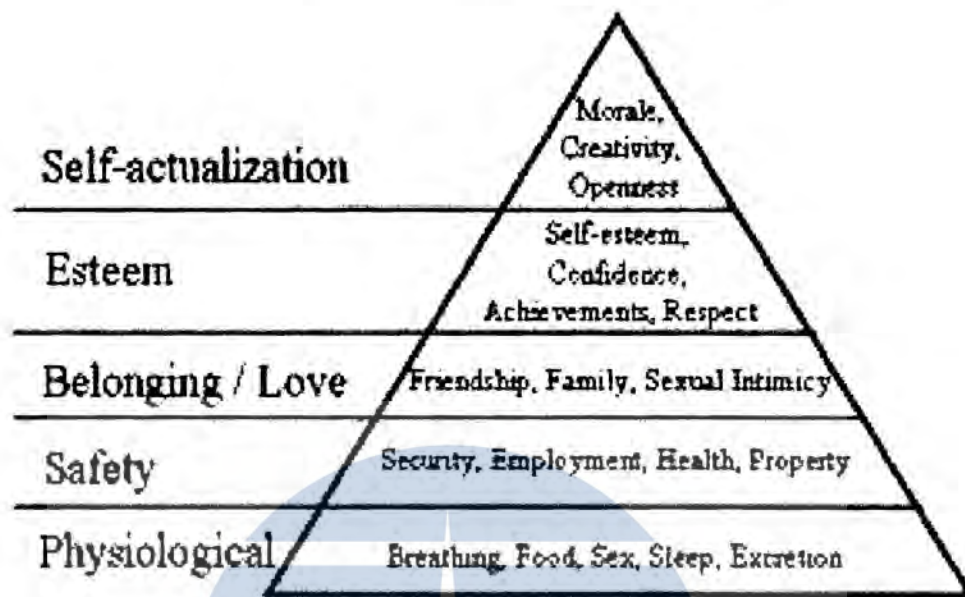 Morale,
Creativity,
Openness
Self-actualization
Self-esteem,
Confidence,
Achievements, Respect
Esteem
Belonging / Love
Friendship, Family, Sexual Intimicy
Safety
Security, Employment, Health, Property
Physiological
Breathing, Food, Sex, Sleep, Excretion